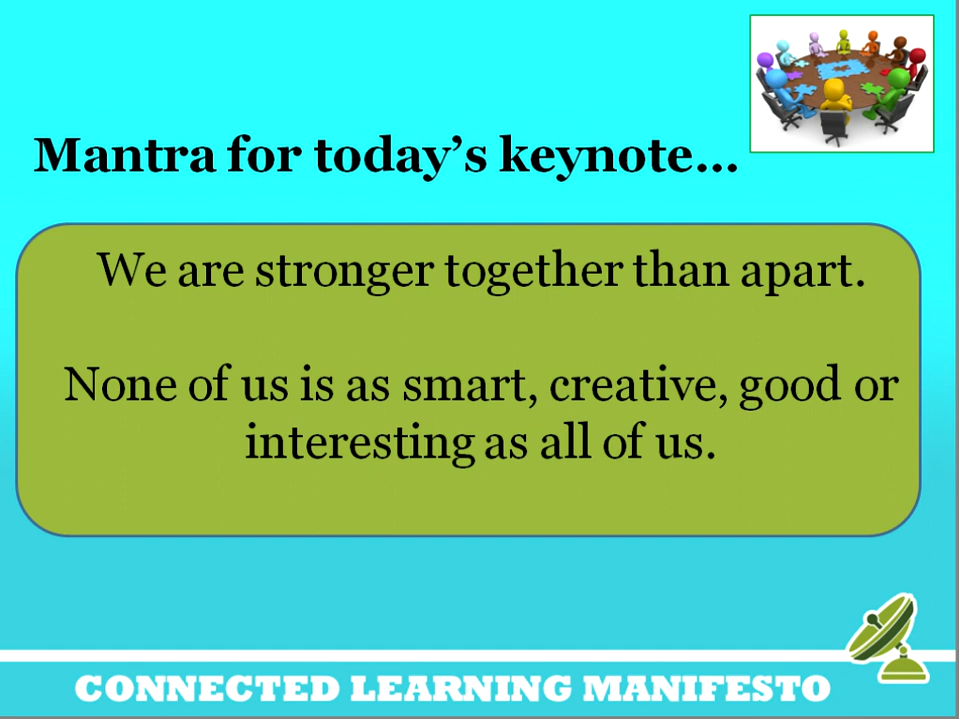 Mantra for today’s keynote…
We are stronger together than apart.
None of us is as smart, creative, good or
interesting as all of us.
CONNECTED LEARNING MANIFESTO